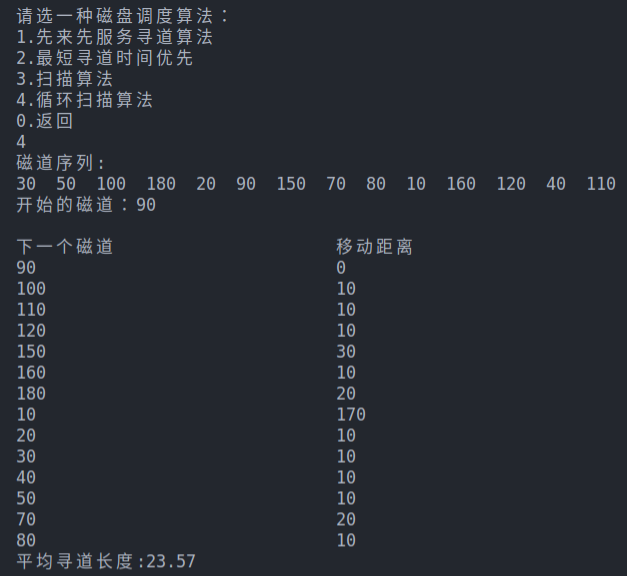 请选一种磁盘调度算法：
1.先来先服务寻道算法
2.最短寻道时间优先
3.扫描算法
4.循环扫描算法
0.返回
4
磁道序列:
30 50 100 180 20 90 150 70 80 10 160 120 40 110
开始的磁道：90
下一个磁道 移动距离
90 0
100 10
110 10
120 10
150 30
160 10
180 20
10 170
20 10
30 10
40 10
50 10
70 20
80 10
平均寻道长度:23.57